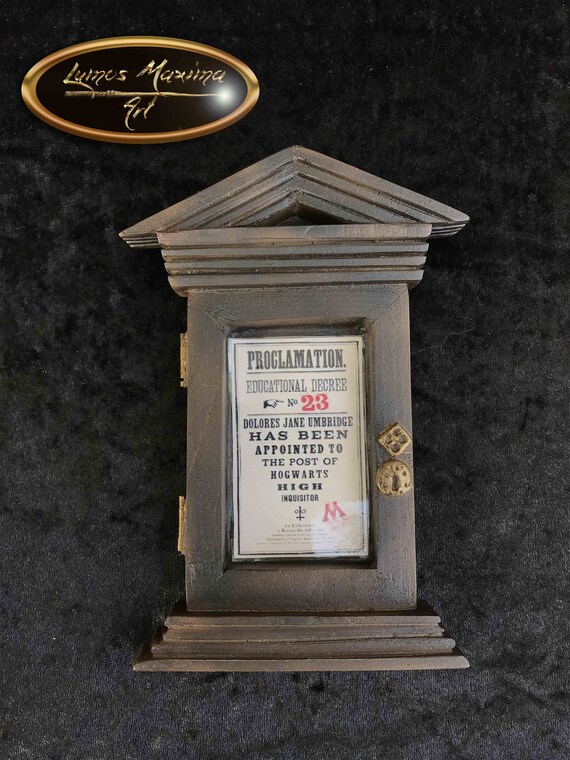 Lumos Maxima
Art
PROCLAMATION.
EDUCATIONAL DECREE
No 23
DOLORES JANE UMBRIDGE
HAS BEEN
APPOINTED TO
THE POST OF
HOGWARTS
HIGH
INQUISITOR
M